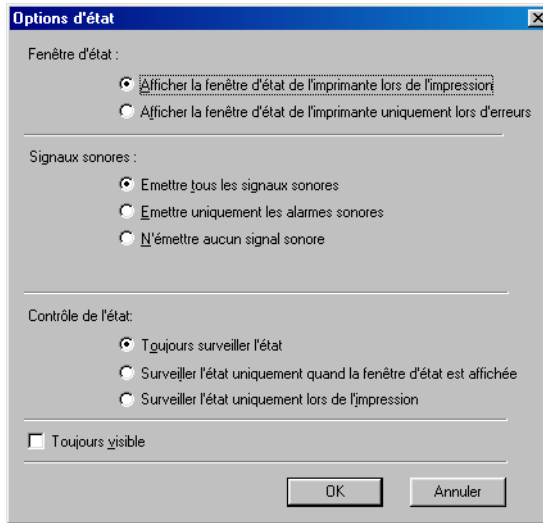 Options d'état
Fenêtre d'état :
Afficher la fenêtre d'état de l'imprimante lors de l'impression
Afficher la fenêtre d'état de l'imprimante uniquement lors d'erreurs
Signaux sonores :
Emettre tous les signaux sonores
Emettre uniquement les alarmes sonores
N'émettre aucun signal sonore
Contrôle de l'état:
Toujours surveiller l'état
Surveiller l'état uniquement quand la fenêtre d'état est affichée
Surveiller l'état uniquement lors de l'impression
Toujours visible
OK Annuler